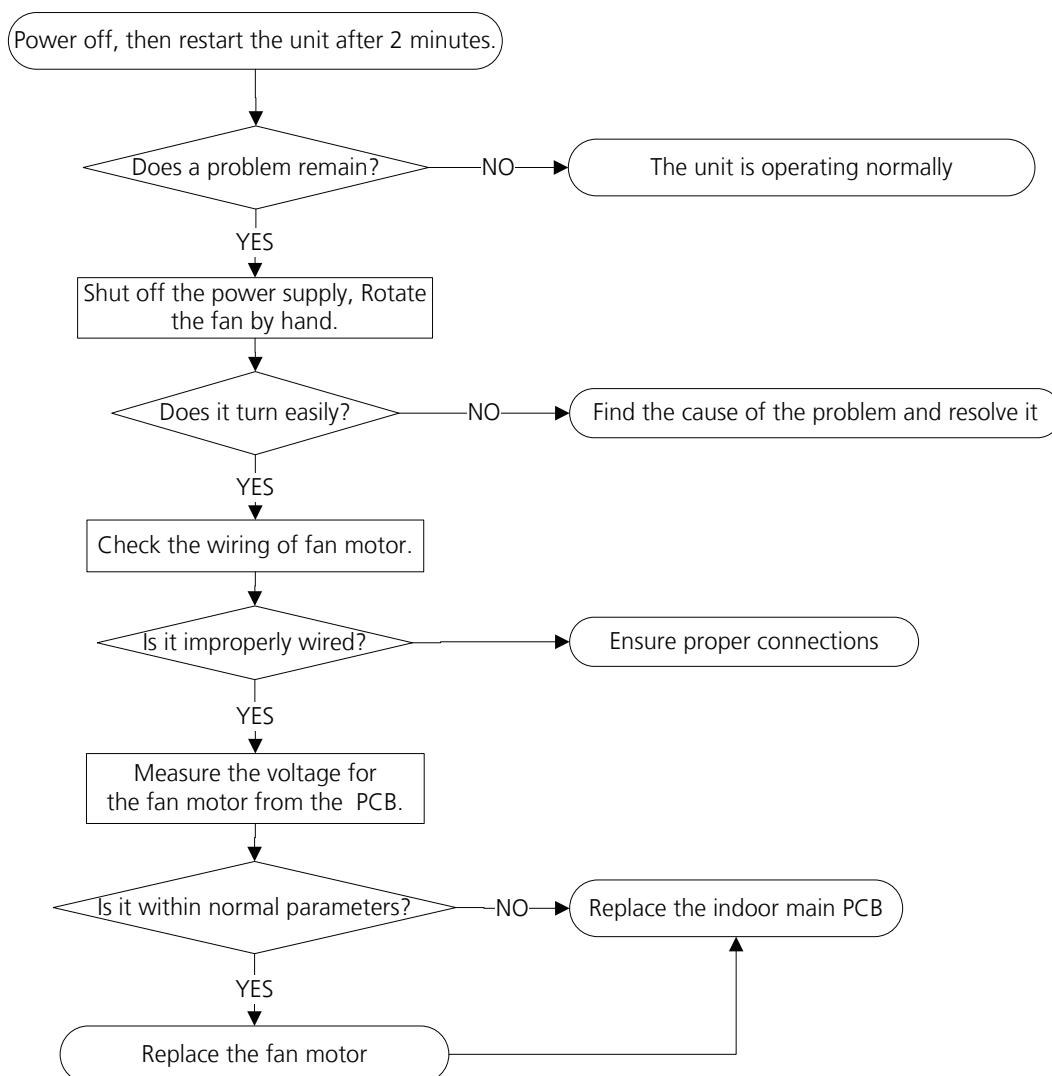 Power off, then restart the unit after 2 minutes.
Does a problem remain?
NO
The unit is operating normally
YES
Shut off the power supply, Rotate
the fan by hand.
Does it turn easily?
NO
Find the cause of the problem and resolve it
YES
Check the wiring of fan motor.
Is it improperly wired?
Ensure proper connections
YES
Measure the voltage for
the fan motor from the PCB.
Is it within normal parameters?
NO
Replace the indoor main PCB
YES
Replace the fan motor